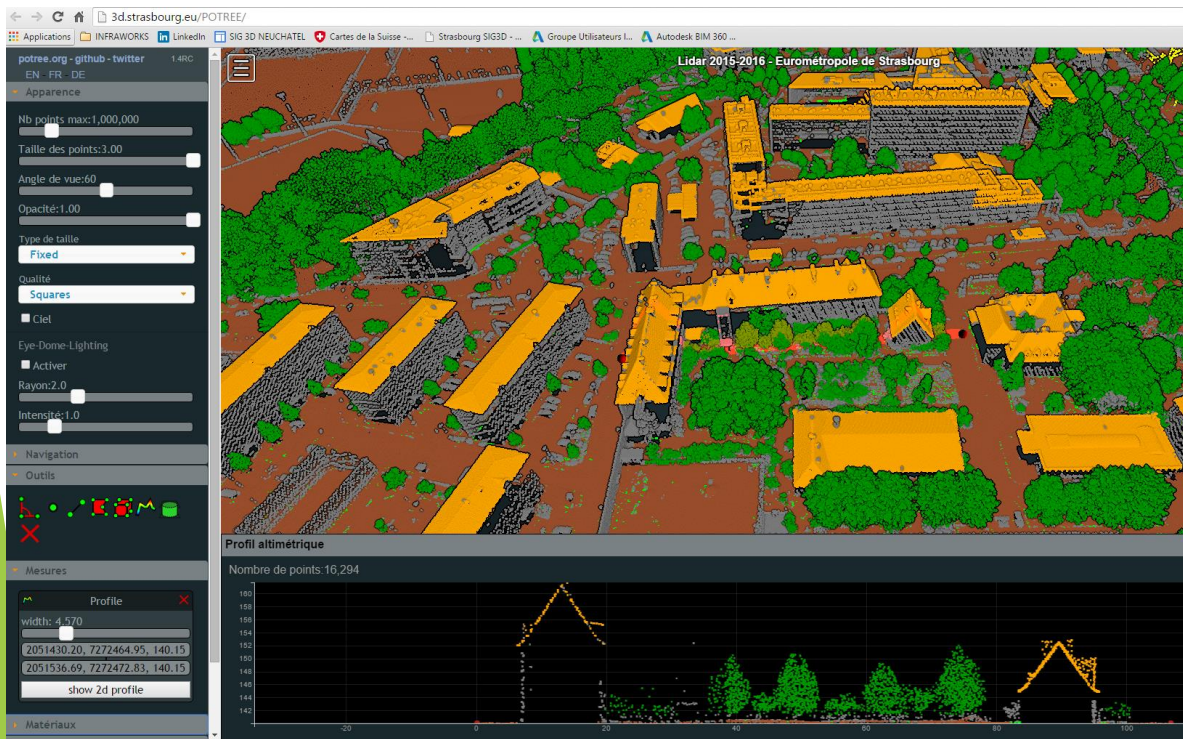 3d.strasbourg.eu/POTREE/
Applications INFRAWORKS LinkedIn SIG 3D NEUCHATEL Cartes de la Suisse -... Strasbourg SIG3D - ... Groupe Utilisateurs I... Autodesk BIM 360 ...
potree.org - github - twitter 1.4RC
EN - FR - DE
Apparence
Nb points max:1,000,000
Taille des points:3.00
Angle de vue:60
Opacité:1.00
Type de taille
Fixed
Qualité
Squares
Ciel
Eye-Dome-Lighting
Activer
Rayon:2.0
Intensité:1.0
Navigation
Outils
Mesures
Profile
width: 4.570
2051430.20, 7272464.95, 140.15
2051536.69, 7272472.83, 140.15
show 2d profile
Matériaux
Lidar 2015-2016 - Eurométropole de Strasbourg
Profil altimétrique
Nombre de points:16,294
160
158
156
154
152
150
148
146
144
142
-20 0 20 40 60 80 100